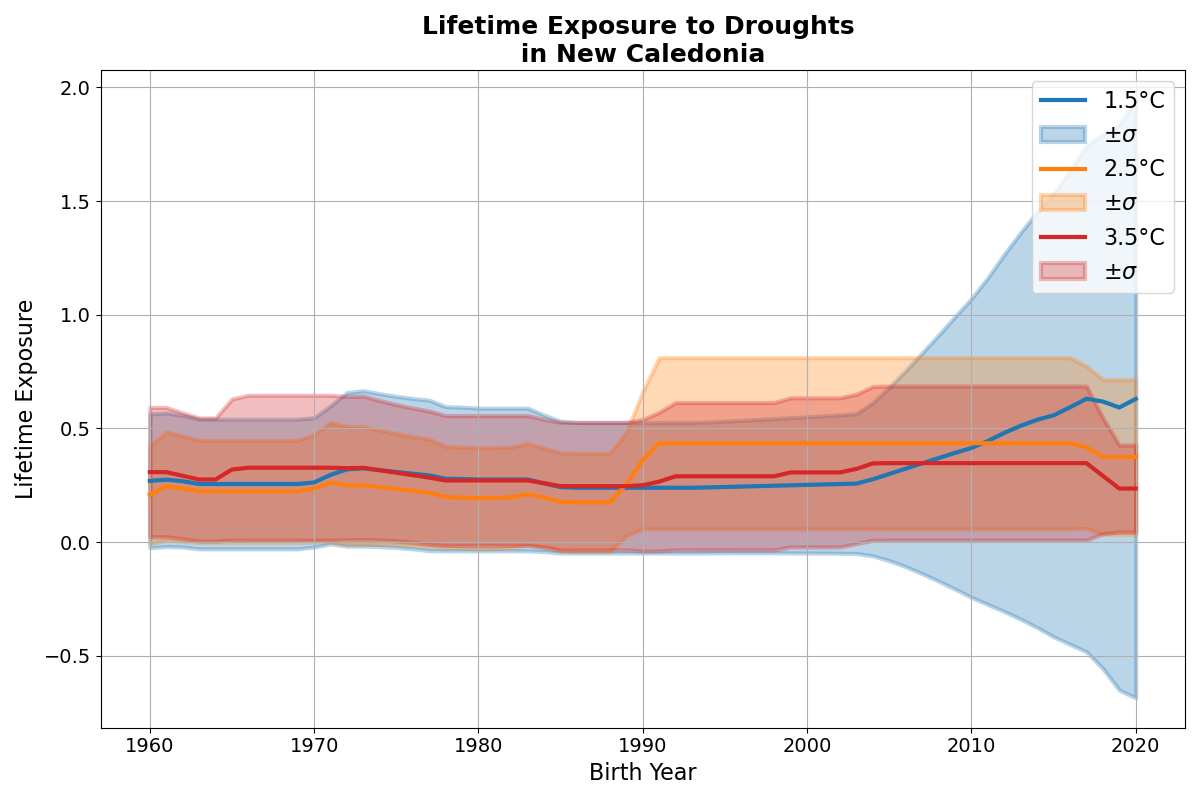 Lifetime Exposure to Droughts
in New Caledonia
2.0
1.5
1.0
0.5
0.0
−0.5
Lifetime Exposure
1960
1970
1980
1990
2000
2010
2020
Birth Year
1.5°C
±σ
2.5°C
±σ
3.5°C
±σ